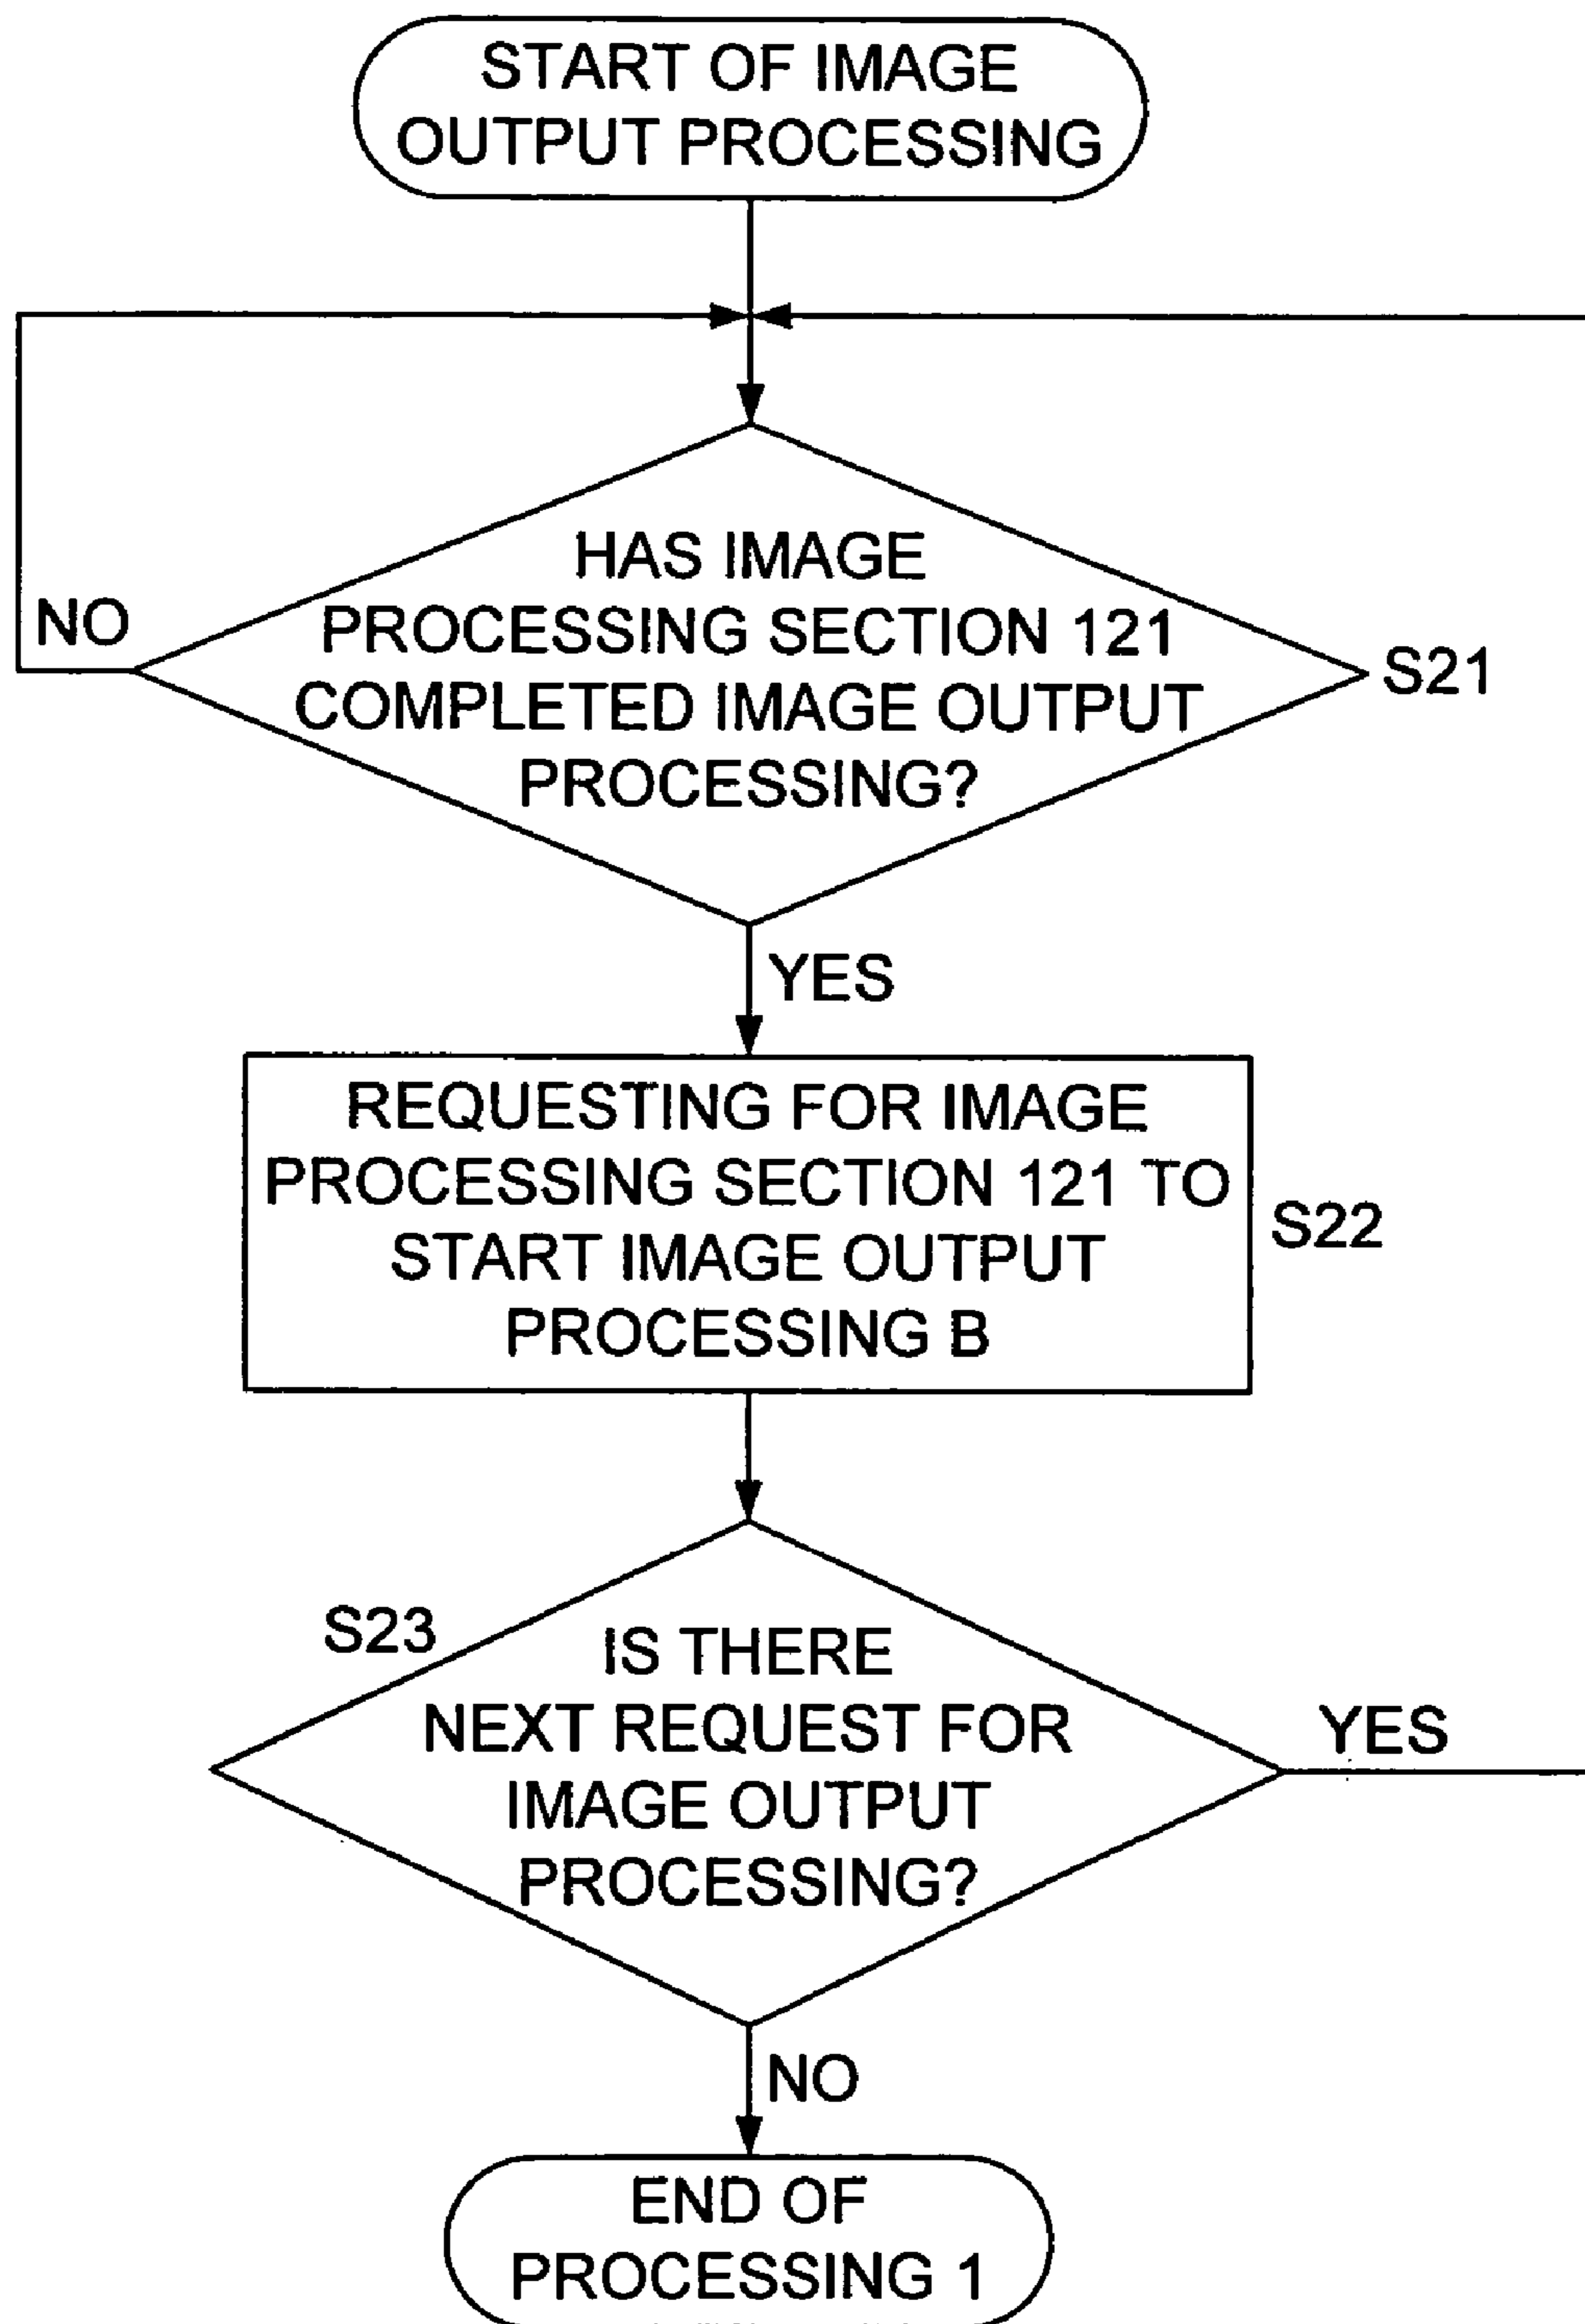 START OF IMAGE
OUTPUT PROCESSING
HAS IMAGE
PROCESSING SECTION 121
COMPLETED IMAGE OUTPUT
PROCESSING?
NO
S21
YES
REQUESTING FOR IMAGE
PROCESSING SECTION 121 TO
START IMAGE OUTPUT
PROCESSING B
S22
S23
IS THERE
NEXT REQUEST FOR
IMAGE OUTPUT
PROCESSING?
YES
NO
END OF
PROCESSING 1